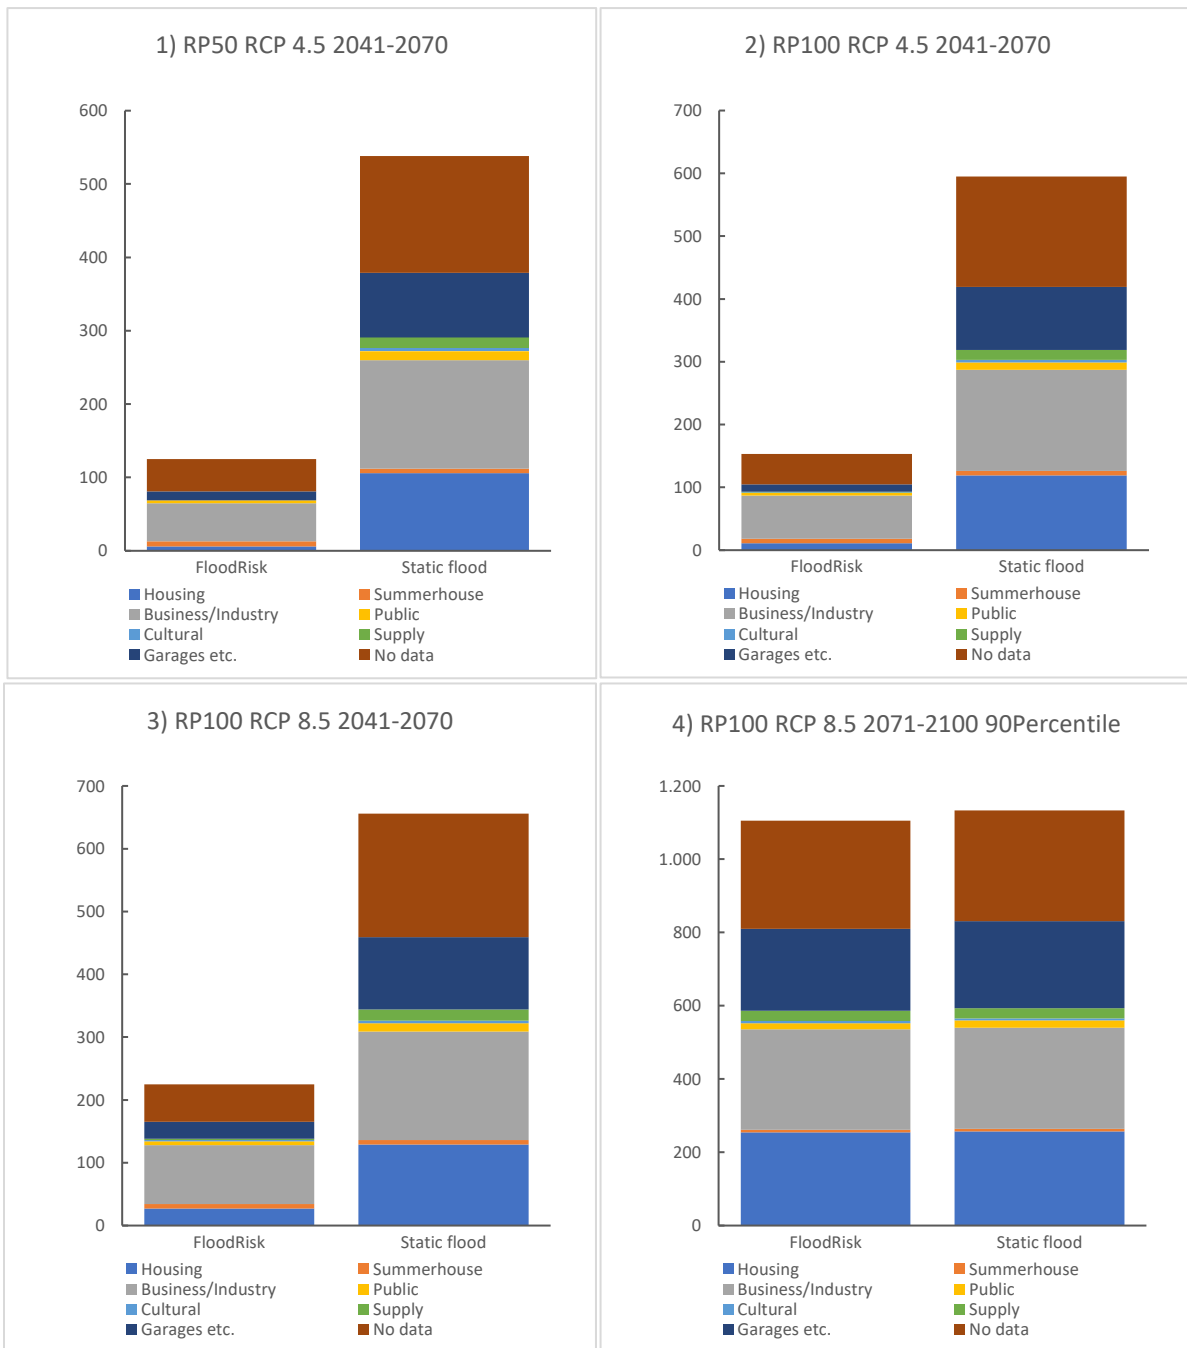 1) RP50 RCP 4.5 2041-2070
600
500
400
300
200
100
0
FloodRisk Static flood
Housing Summerhouse
Business/Industry Public
Cultural Supply
Garages etc. No data
2) RP100 RCP 4.5 2041-2070
700
600
500
400
300
200
100
0
FloodRisk Static flood
Housing Summerhouse
Business/Industry Public
Cultural Supply
Garages etc. No data
3) RP100 RCP 8.5 2041-2070
700
600
500
400
300
200
100
0
FloodRisk Static flood
Housing Summerhouse
Business/Industry Public
Cultural Supply
Garages etc. No data
4) RP100 RCP 8.5 2071-2100 90Percentile
1.200
1.000
800
600
400
200
0
FloodRisk Static flood
Housing Summerhouse
Business/Industry Public
Cultural Supply
Garages etc. No data